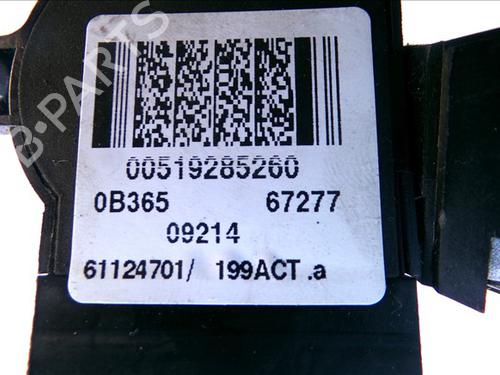 B-PARTS
00519285260
0B365 67277
09214
61124701/ 199ACT .a